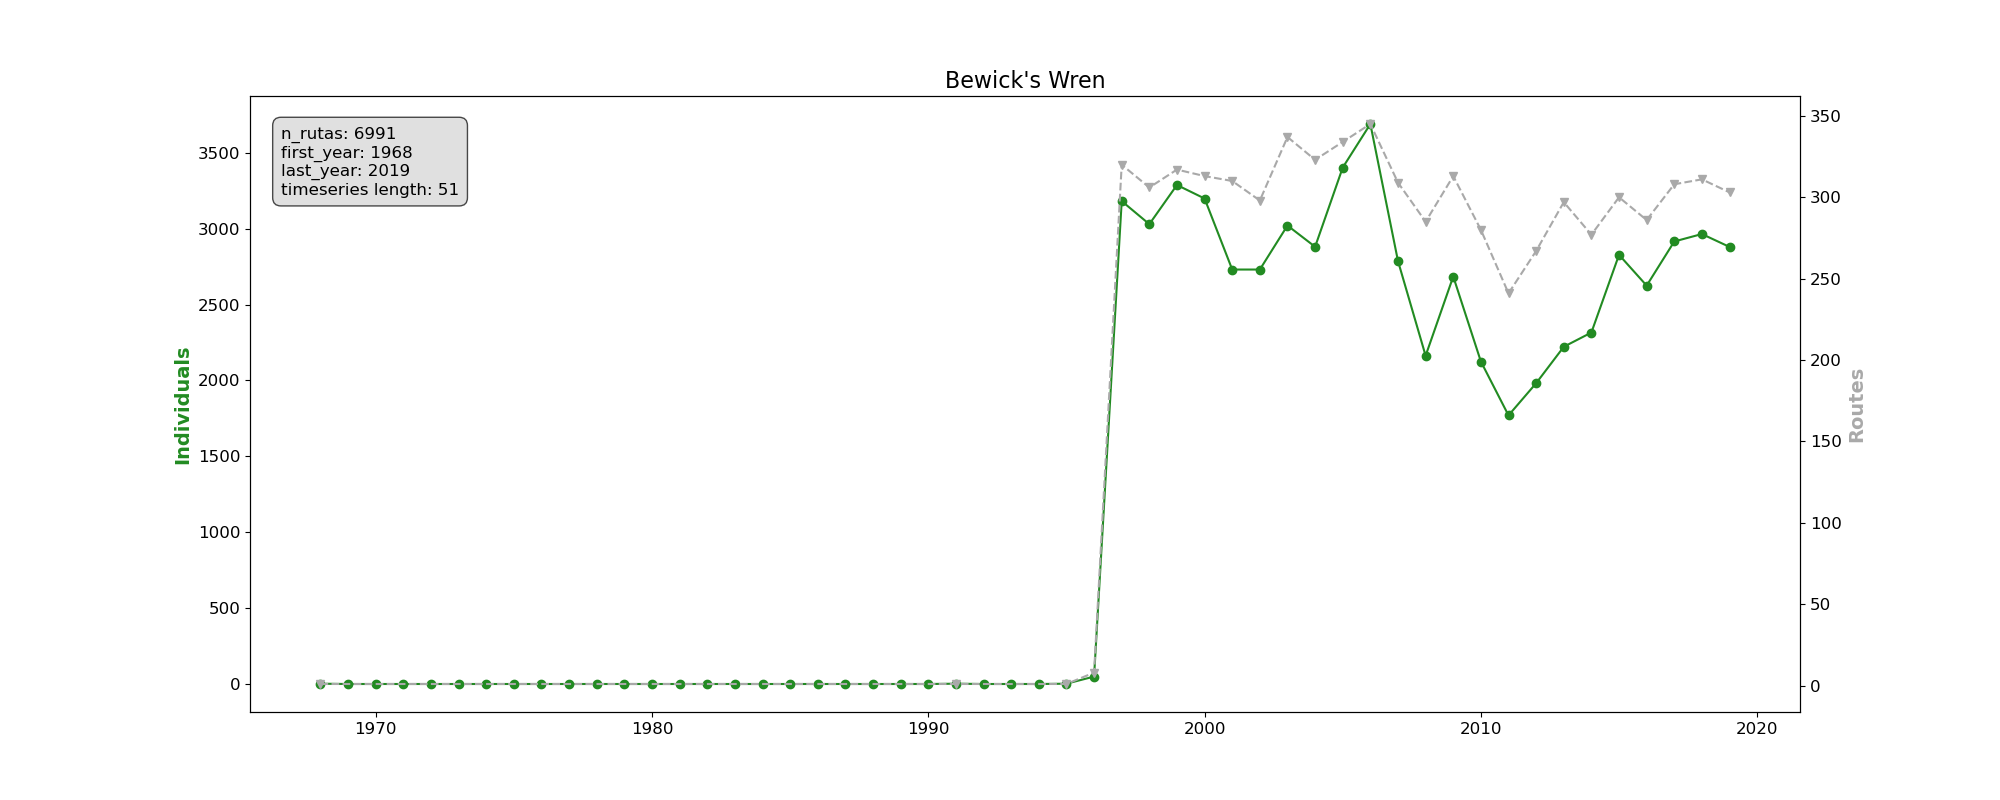 Bewick's Wren
n_rutas: 6991
first_year: 1968
last_year: 2019
timeseries length: 51
Individuals
3500
3000
2500
2000
1500
1000
500
0
350
300
250
200
150
100
50
0
Routes
1970 1980 1990 2000 2010 2020